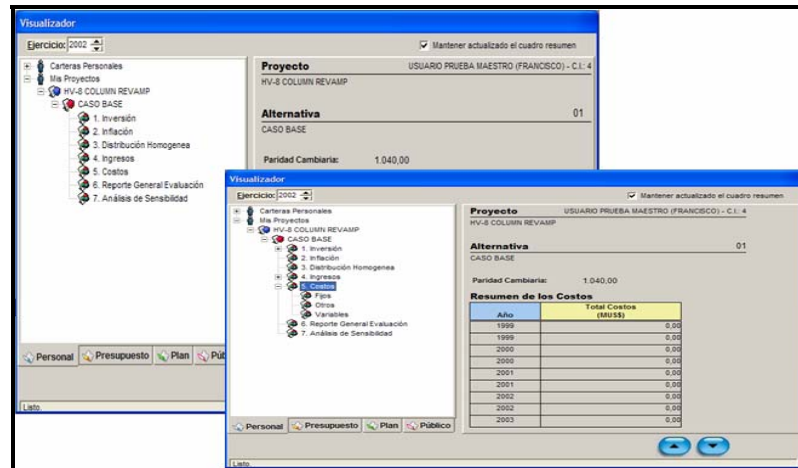 Visualizador
Ejercicio: 2002
Mantener actualizado el cuadro resumen
Carteras Personales
Mis Proyectos
HV-8 COLUMN REVAMP
CASO BASE
1. Inversión
2. Inflación
3. Distribución Homogenea
4. Ingresos
5. Costos
6. Reporte General Evaluación
7. Análisis de Sensibilidad
Proyecto USUARIO PRUEBA MAESTRO (FRANCISCO) - C.I.: 4
HV-8 COLUMN REVAMP
Alternativa 01
CASO BASE
Paridad Cambiaria: 1.040,00
Personal Presupuesto Plan Púb
Listo.
Visualizador
Ejercicio: 2002
Mantener actualizado el cuadro resumen
Carteras Personales
Mis Proyectos
HV-8 COLUMN REVAMP
CASO BASE
1. Inversión
2. Inflación
3. Distribución Homogenea
4. Ingresos
5. Costos
Fijos
Otros
Variables
6. Reporte General Evaluación
7. Análisis de Sensibilidad
Proyecto USUARIO PRUEBA MAESTRO (FRANCISCO) - C.I.: 4
HV-8 COLUMN REVAMP
Alternativa 01
CASO BASE
Paridad Cambiaria: 1.040,00
Resumen de los Costos
Año Total Costos (MUS$)
1999 0,00
1999 0,00
2000 0,00
2000 0,00
2001 0,00
2001 0,00
2002 0,00
2002 0,00
2003 0,00
Personal Presupuesto Plan Público
Listo.